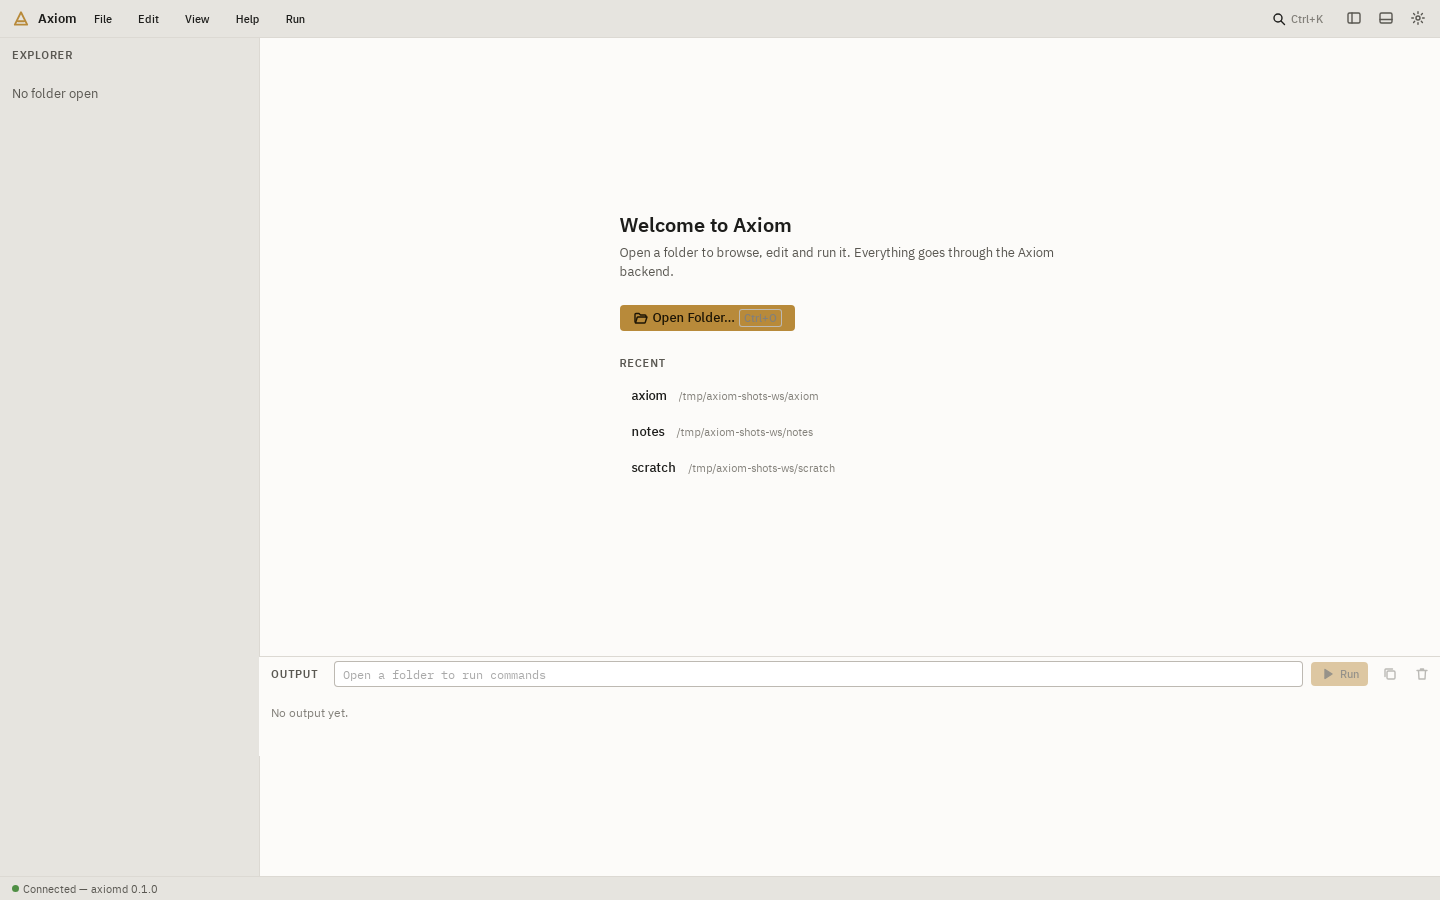 Axiom File Edit View Help Run Ctrl+K
EXPLORER
No folder open
Welcome to Axiom
Open a folder to browse, edit and run it. Everything goes through the Axiom
backend.
Open Folder... Ctrl+O
RECENT
axiom /tmp/axiom-shots-ws/axiom
notes /tmp/axiom-shots-ws/notes
scratch /tmp/axiom-shots-ws/scratch
OUTPUT Open a folder to run commands Run
No output yet.
Connected — axiomd 0.1.0